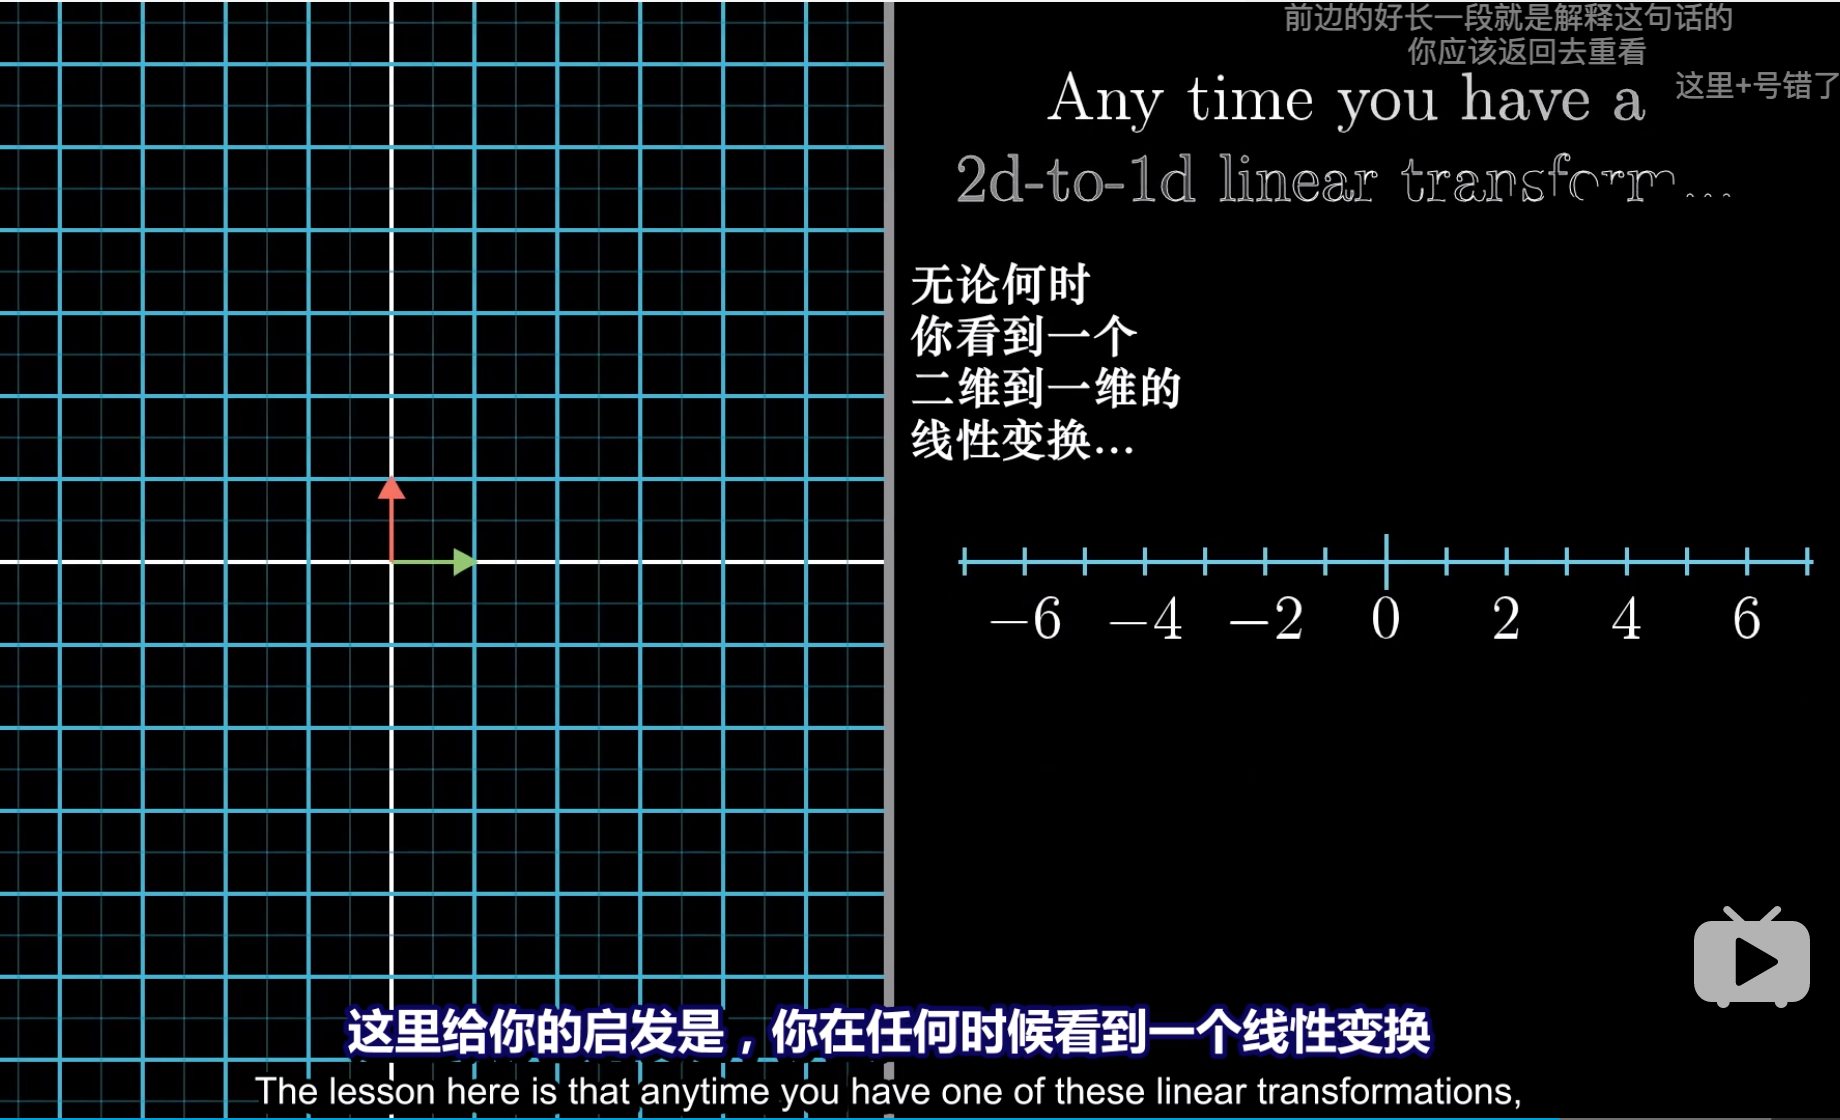 前边的好长一段就是解释这句话的
你应该返回去重看
这里+号错了
Any time you have a
2d-to-1d linear transform...
无论何时
你看到一个
二维到一维的
线性变换...
−6 −4 −2 0 2 4 6
这里给你的启发是，你在任何时候看到一个线性变换
The lesson here is that anytime you have one of these linear transformations,